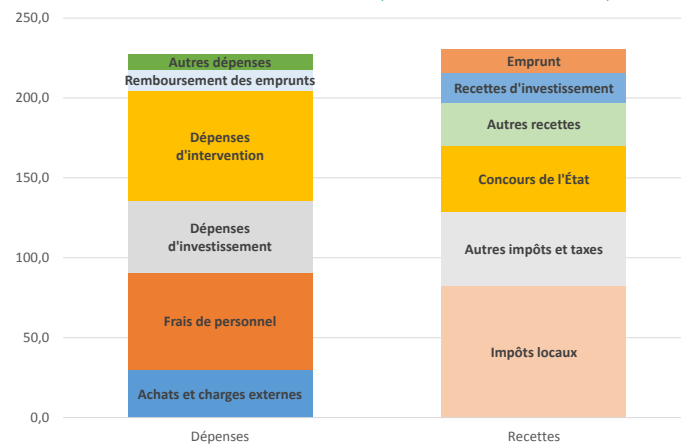 250,0
200,0
150,0
100,0
50,0
0,0
Autres dépenses
Remboursement des emprunts
Dépenses
d'intervention
Dépenses
d'investissement
Frais de personnel
Achats et charges externes
Emprunt
Recettes d'investissement
Autres recettes
Concours de l'État
Autres impôts et taxes
Impôts locaux
Dépenses
Recettes